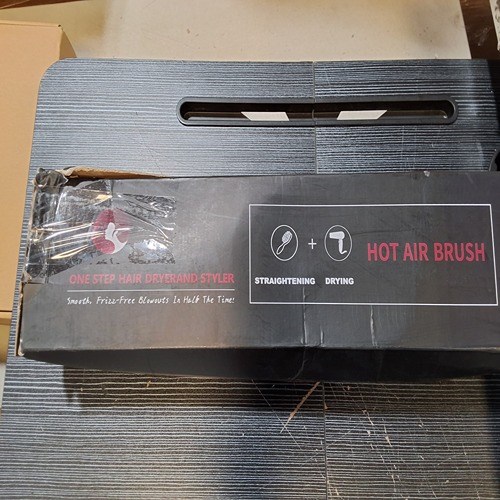 ONE STEP HAIR DRYERAND STYLER
Smooth, Frizz-Free Blowouts In Half The Time!
+
STRAIGHTENING DRYING
HOT AIR BRUSH